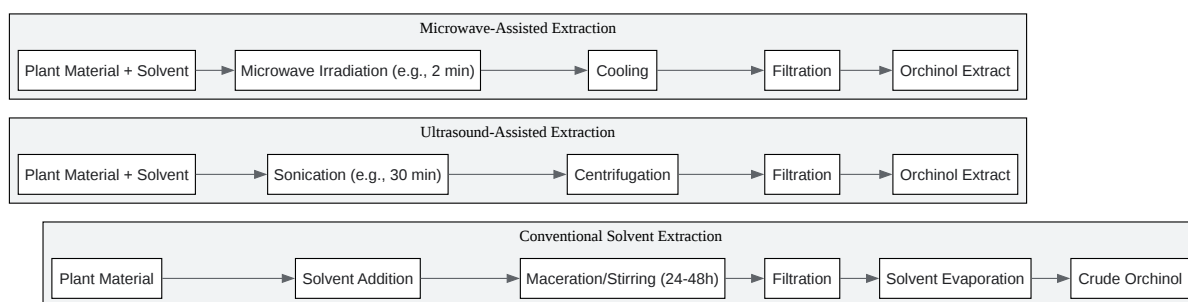 Microwave-Assisted Extraction
Plant Material + Solvent
Microwave Irradiation (e.g., 2 min)
Cooling
Filtration
Orchinol Extract
Ultrasound-Assisted Extraction
Plant Material + Solvent
Sonication (e.g., 30 min)
Centrifugation
Filtration
Orchinol Extract
Conventional Solvent Extraction
Plant Material
Solvent Addition
Maceration/Stirring (24-48h)
Filtration
Solvent Evaporation
Crude Orchinol